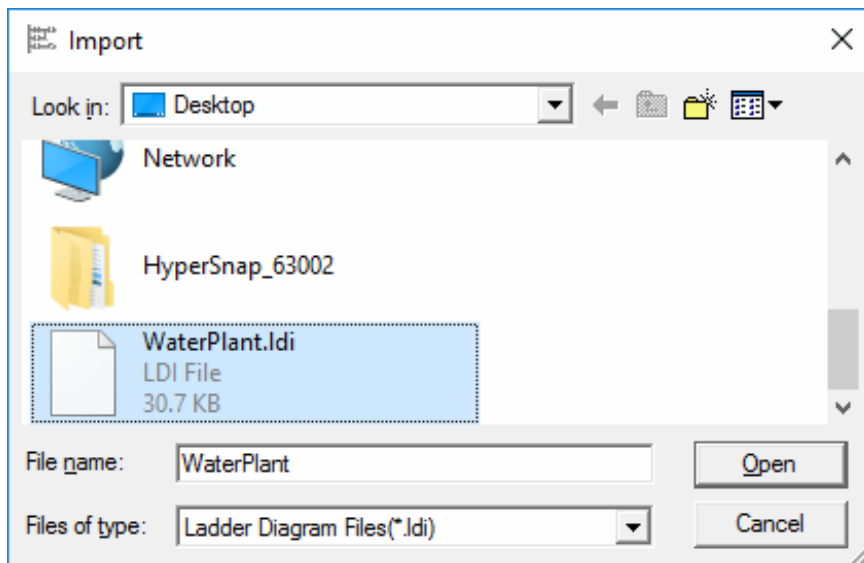 Import
Look in: Desktop
Network
HyperSnap_63002
WaterPlant.ldi
LDI File
30.7 KB
File name: WaterPlant Open
Files of type: Ladder Diagram Files(*.ldi) Cancel